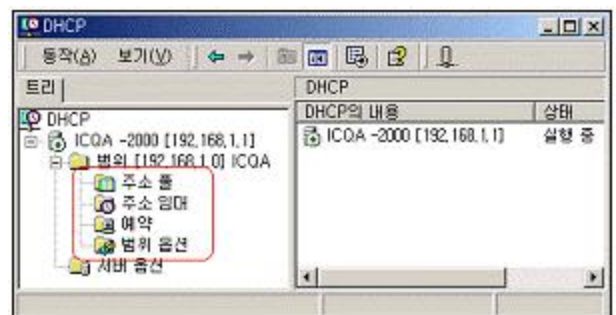 DHCP
동작(A) 보기(V)
트리
DHCP
DHCP
ICQA -2000 [192,168,1,1]
범위 [192,168,1,0] ICQA
주소 풀
주소 임대
예약
범위 옵션
서버 옵션
DHCP의 내용 상태
ICQA -2000 [192,168,1,1] 실행 중